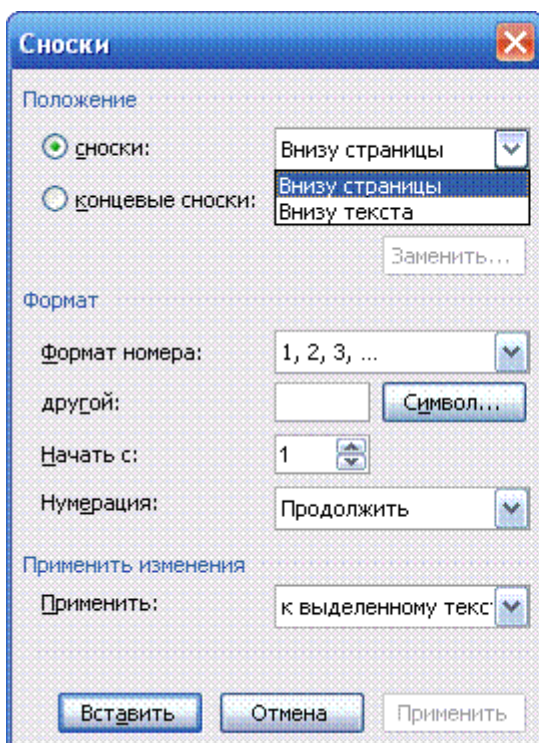 Сноски
Положение
сноски:
Внизу страницы
Внизу страницы
концевые сноски:
Внизу текста
Заменить...
Формат
Формат номера:
1, 2, 3, ...
другой:
Символ...
Начать с:
1
Нумерация:
Продолжить
Применить изменения
Применить:
к выделенному текс
Вставить
Отмена
Применить